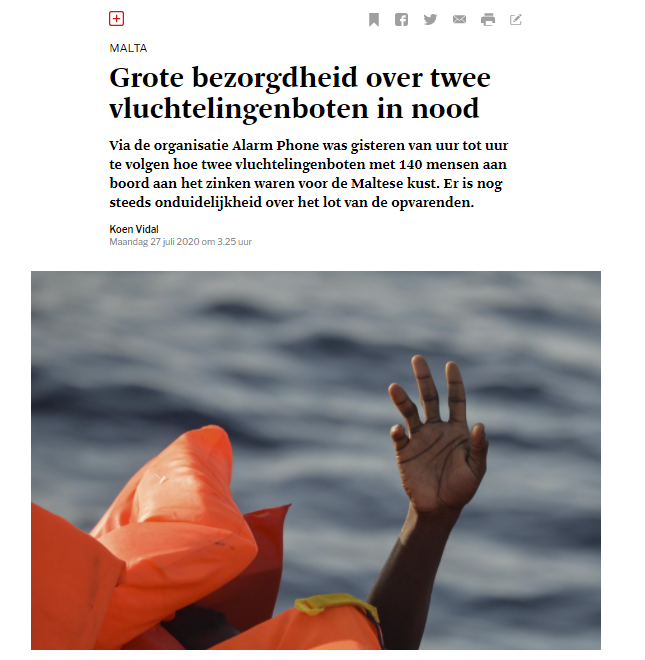 MALTA
Grote bezorgdheid over twee
vluchtelingenboten in nood
Via de organisatie Alarm Phone was gisteren van uur tot uur
te volgen hoe twee vluchtelingenboten met 140 mensen aan
boord aan het zinken waren voor de Maltese kust. Er is nog
steeds onduidelijkheid over het lot van de opvarenden.
Koen Vidal
Maandag 27 juli 2020 om 3.25 uur